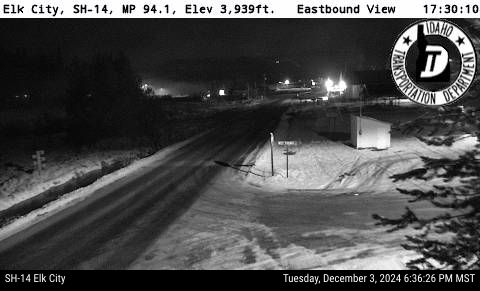 Elk City, SH-14, MP 94.1, Elev 3,939ft. Eastbound View 17:30:10
IDAHO
TRANSPORTATION DEPARTMENT
SH-14 Elk City Tuesday, December 3, 2024 6:36:26 PM MST